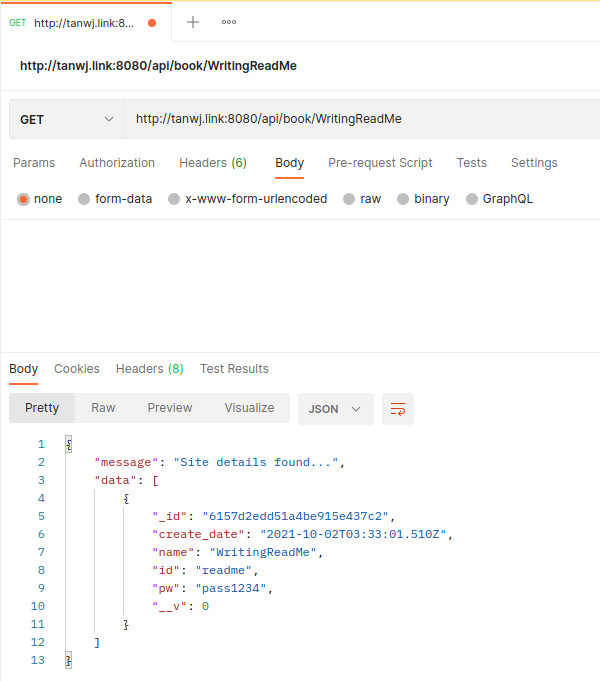 GET http://tanwj.link:8... + ooo
http://tanwj.link:8080/api/book/WritingReadMe
GET http://tanwj.link:8080/api/book/WritingReadMe
Params Authorization Headers (6) Body Pre-request Script Tests Settings
none form-data x-www-form-urlencoded raw binary GraphQL
Body Cookies Headers (8) Test Results
Pretty Raw Preview Visualize JSON
1 {
2 "message": "Site details found...",
3 "data": [
4 {
5 "_id": "6157d2edd51a4be915e437c2",
6 "create_date": "2021-10-02T03:33:01.510Z",
7 "name": "WritingReadMe",
8 "id": "readme",
9 "pw": "pass1234",
10 "__v": 0
11 }
12 ]
13 }